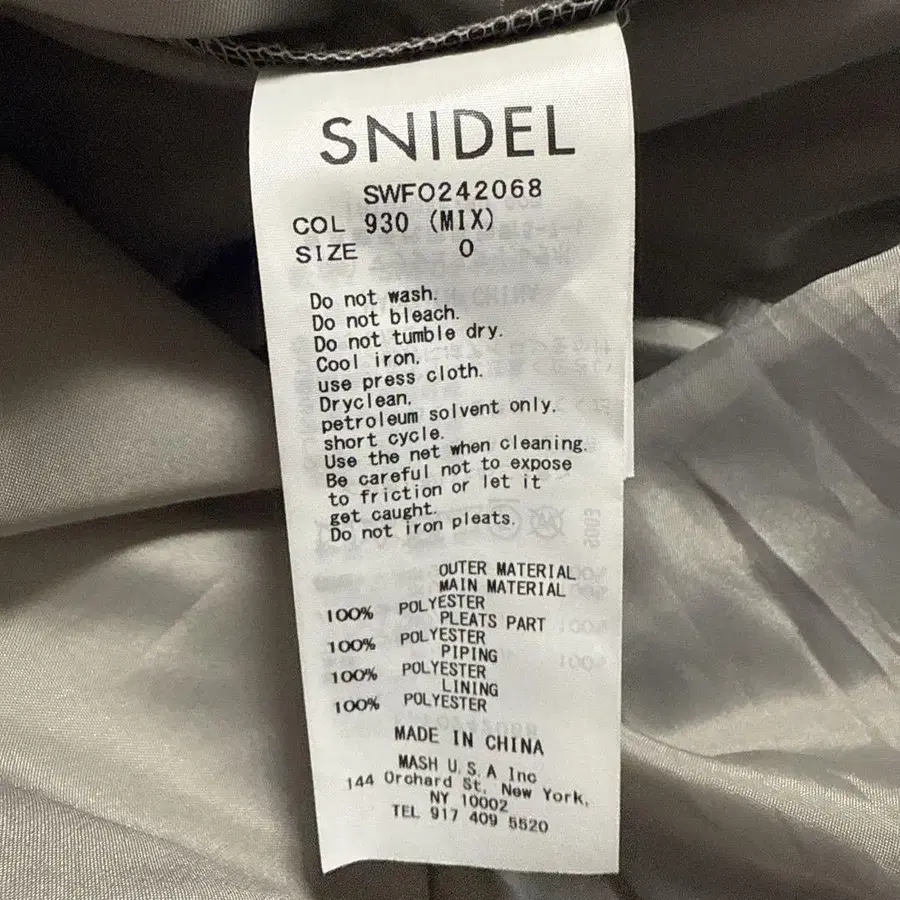 SNIDEL
SWFO242068
COL 930 (MIX)
SIZE 0
Do not wash.
Do not bleach.
Do not tumble dry.
Cool iron,
use press cloth.
Dryclean,
petroleum solvent only,
short cycle.
Use the net when cleaning.
Be careful not to expose
to friction or let it
get caught.
Do not iron pleats.
OUTER MATERIAL
MAIN MATERIAL
100% POLYESTER
PLEATS PART
100% POLYESTER
PIPING
100% POLYESTER
LINING
100% POLYESTER
MADE IN CHINA
MASH U.S.A Inc
144 Orchard St, New York,
NY 10002
TEL 917 409 5520